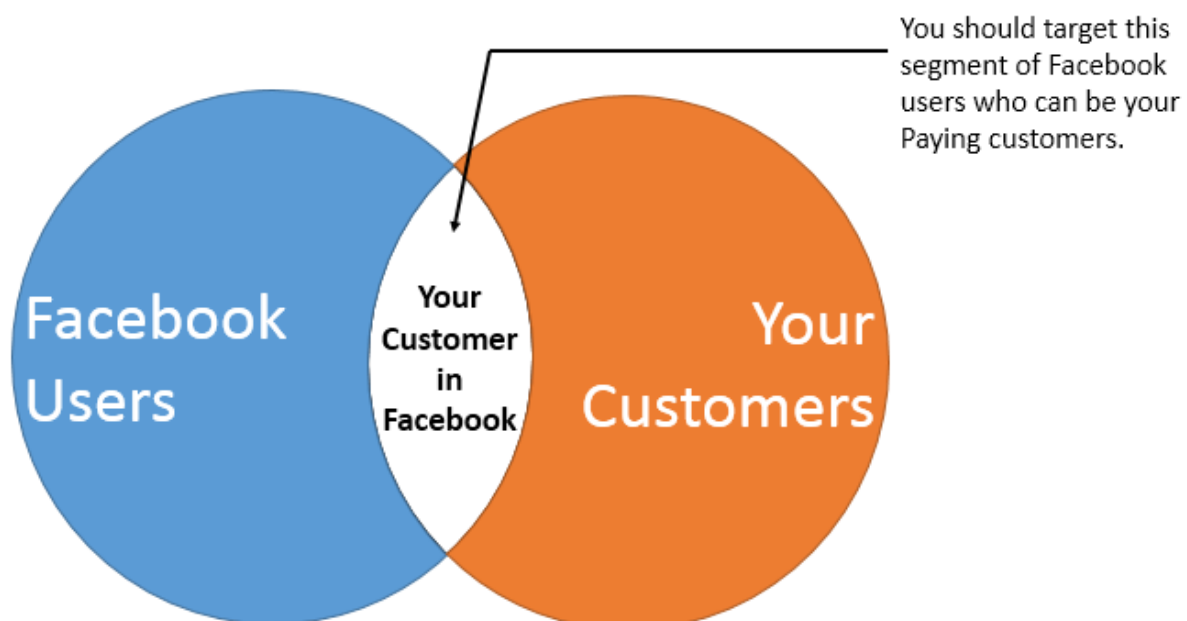 You should target this
segment of Facebook
users who can be your
Paying customers.
Facebook
Users
Your
Customer
in
Facebook
Your
Customers